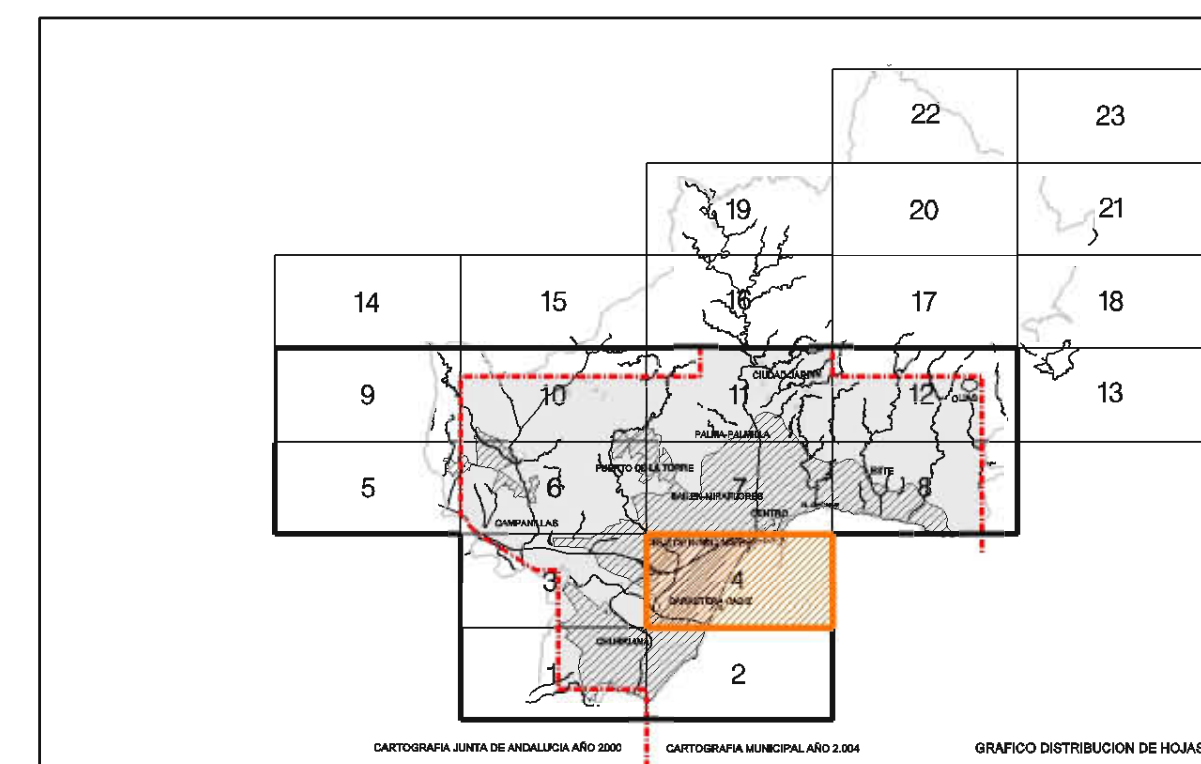 22 23
19 20 21
14 15 16 17 18
CIUDAD JARDIN
9 10 11 12 13
OLIAS
PALMA-PALMILLA
PUERTO DE LA TORRE
ESTE
5 6 7 8
BAILEN-MIRAFLORES
CENTRO
CAMPANILLAS
3 4
CARRETERA CADIZ
CHURRIANA
1 2
CARTOGRAFIA JUNTA DE ANDALUCIA AÑO 2000 CARTOGRAFIA MUNICIPAL AÑO 2.004 GRAFICO DISTRIBUCION DE HOJAS